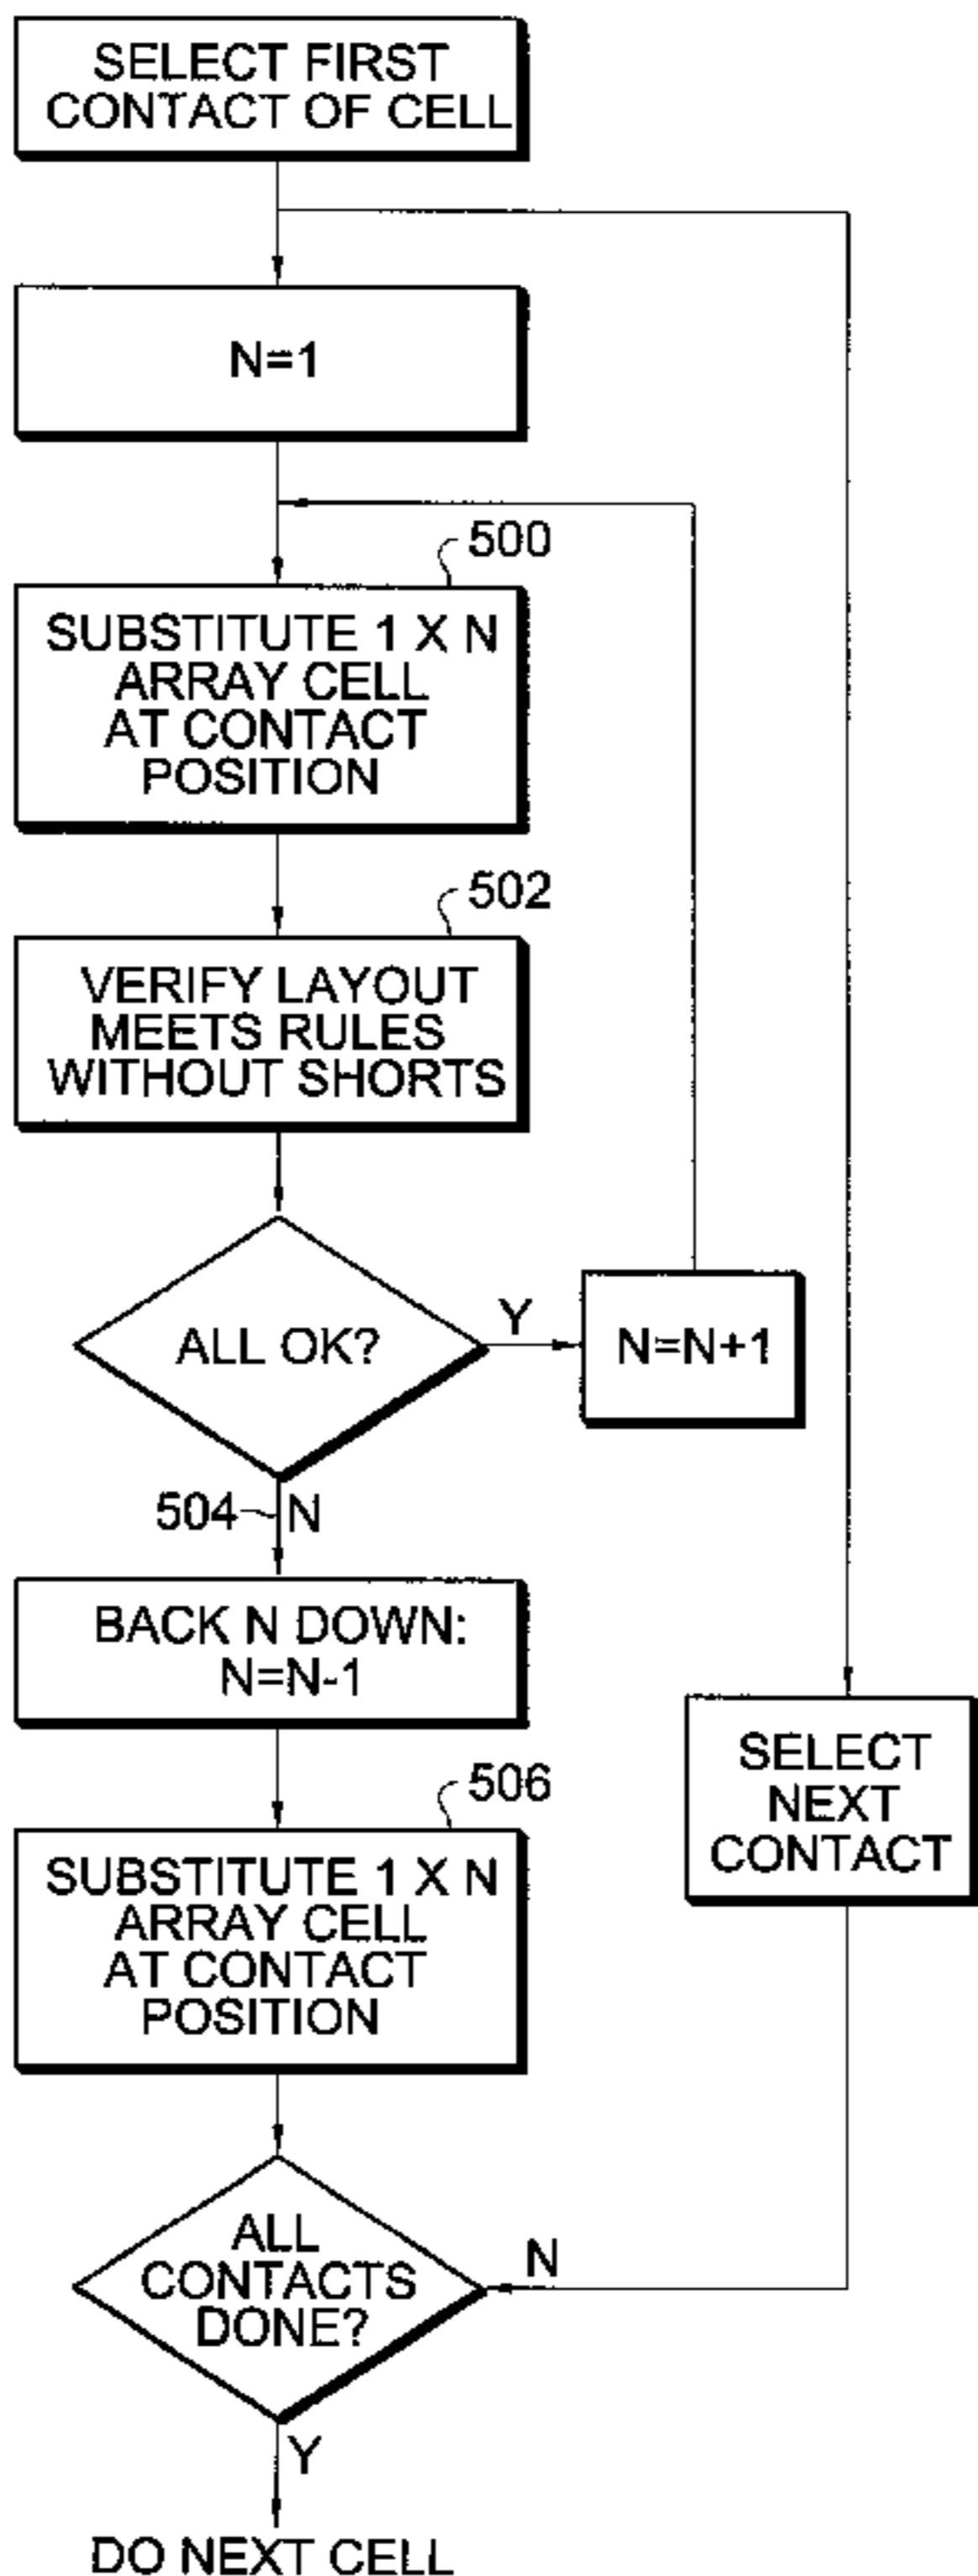 SELECT FIRST
CONTACT OF CELL
N=1
500
SUBSTITUTE 1 X N
ARRAY CELL
AT CONTACT
POSITION
502
VERIFY LAYOUT
MEETS RULES
WITHOUT SHORTS
ALL OK?
Y
N=N+1
504
N
BACK N DOWN:
N=N-1
506
SUBSTITUTE 1 X N
ARRAY CELL
AT CONTACT
POSITION
SELECT
NEXT
CONTACT
ALL
CONTACTS
DONE?
N
Y
DO NEXT CELL